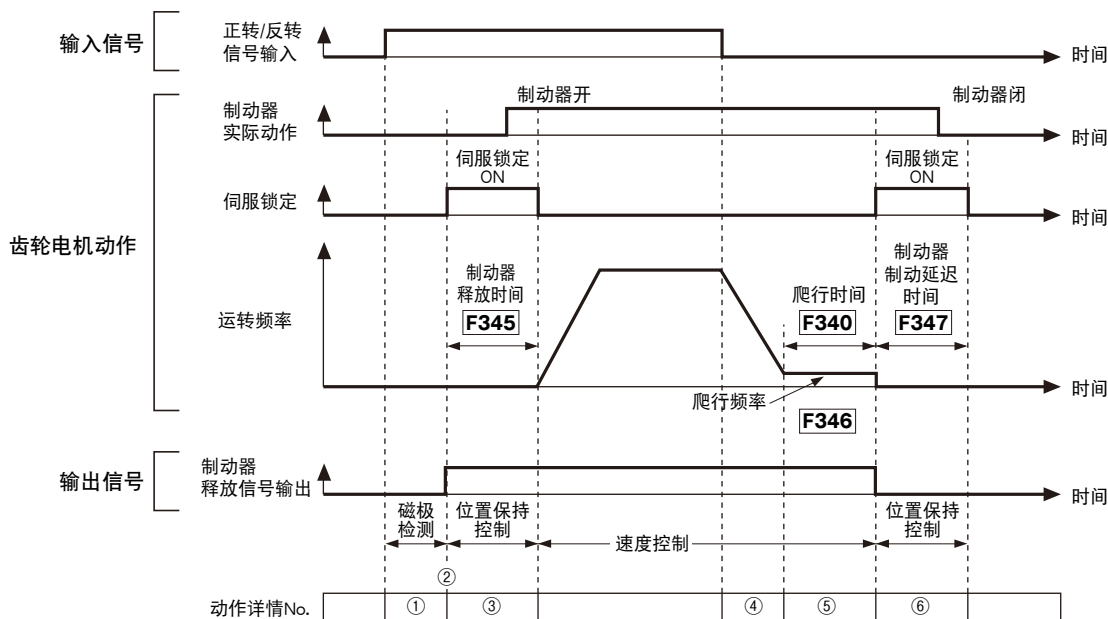 输入信号
正转/反转
信号输入
时间
齿轮电机动作
制动器
实际动作
制动器开
制动器闭
时间
伺服锁定
伺服锁定
ON
伺服锁定
ON
时间
运转频率
制动器
释放时间
F345
爬行时间
F340
制动器
制动延迟
时间
F347
爬行频率
F346
时间
输出信号
制动器
释放信号输出
时间
磁极
检测
位置保持
控制
速度控制
位置保持
控制
②
动作详情No.
①
③
④
⑤
⑥